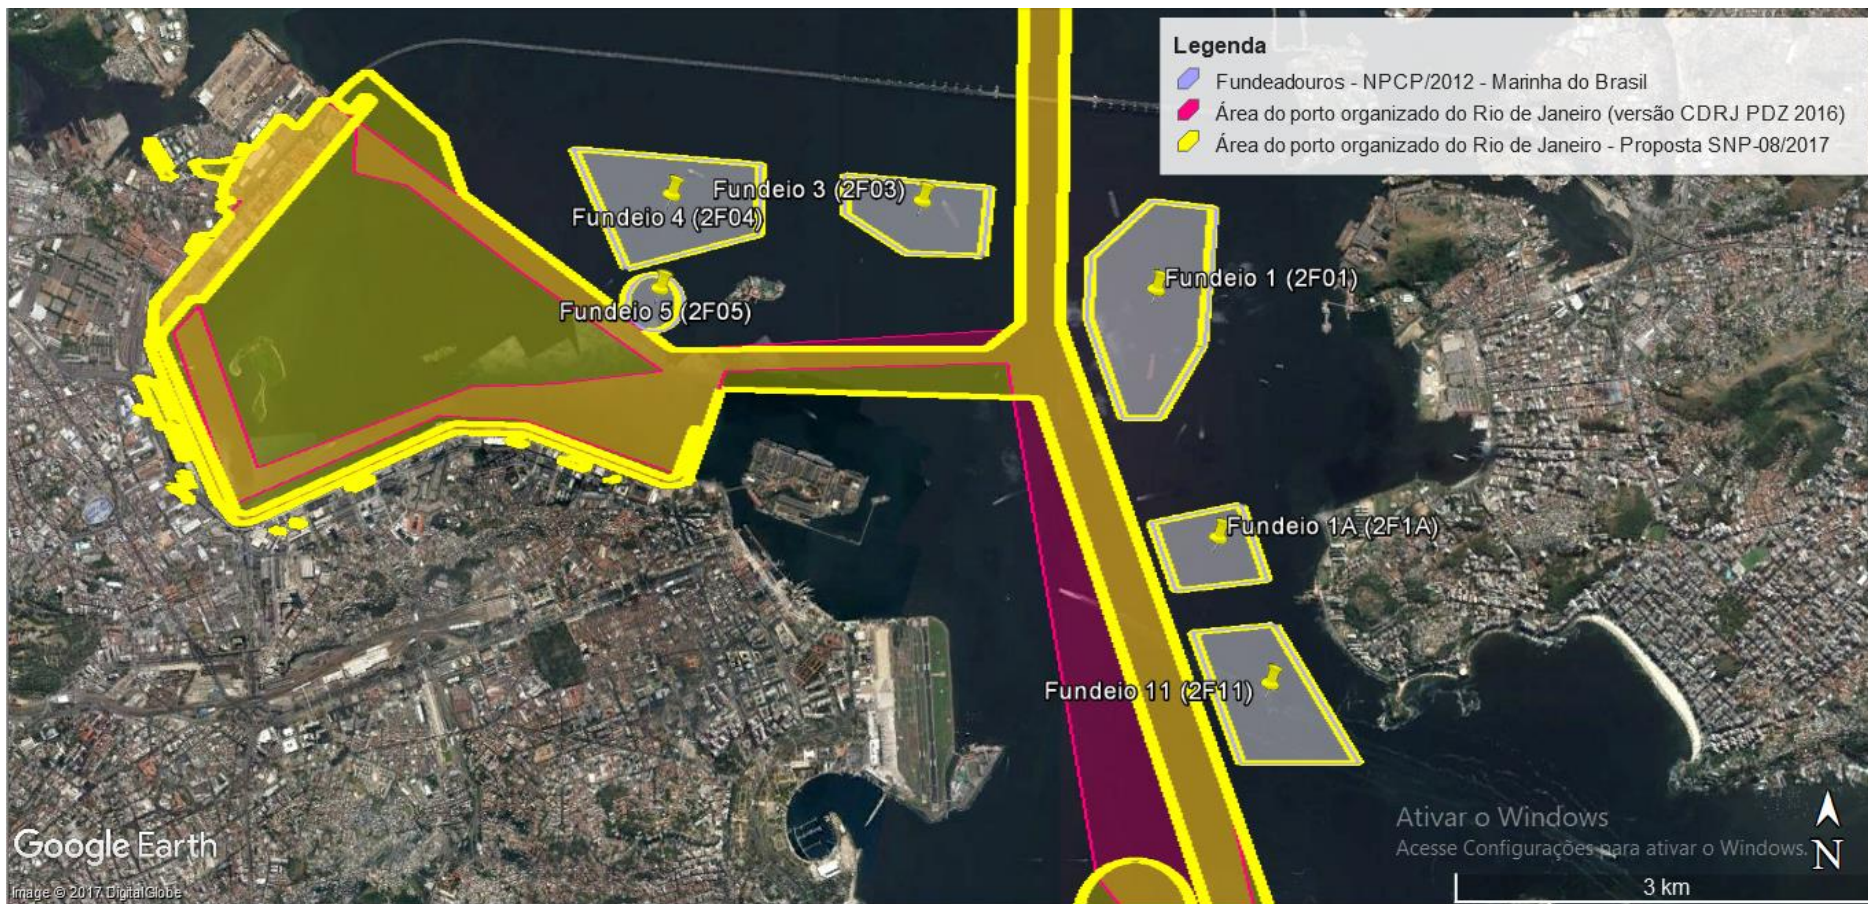 Legenda
Fundeadouros - NPCP/2012 - Marinha do Brasil
Área do porto organizado do Rio de Janeiro (versão CDRJ PDZ 2016)
Área do porto organizado do Rio de Janeiro - Proposta SNP-08/2017
Fundeio 3 (2F03)
Fundeio 4 (2F04)
Fundeio 1 (2F01)
Fundeio 5 (2F05)
Fundeio 1A (2F1A)
Fundeio 11 (2F11)
Ativar o Windows
Acesse Configurações para ativar o Windows.
N
Google Earth
3 km
Image © 2017 DigitalGlobe